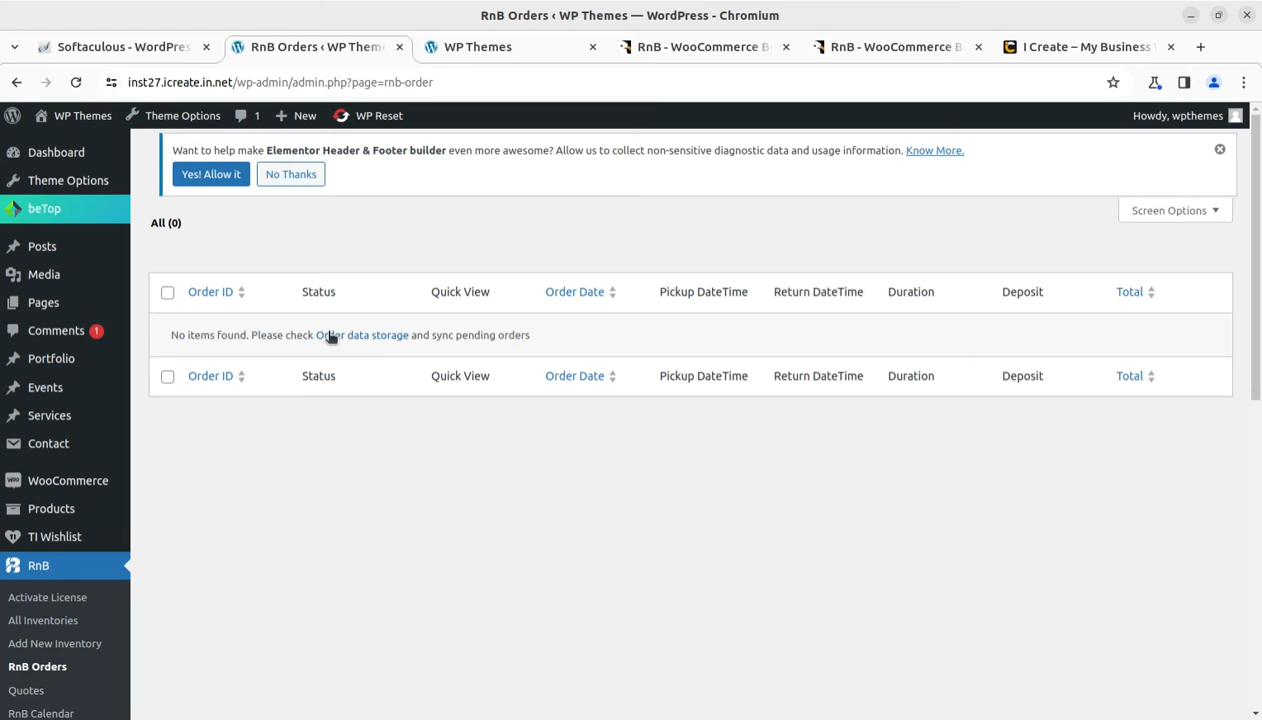 RnB Orders ‹ WP Themes — WordPress - Chromium
Softaculous - WordPres
RnB Orders ‹ WP Them
WP Themes
RnB - WooCommerce B
RnB - WooCommerce B
I Create – My Business
inst27.icreate.in.net/wp-admin/admin.php?page=rnb-order
WP Themes
Theme Options
1
New
WP Reset
Howdy, wpthemes
Dashboard
Theme Options
beTop
Posts
Media
Pages
Comments 1
Portfolio
Events
Services
Contact
WooCommerce
Products
TI Wishlist
RnB
Activate License
All Inventories
Add New Inventory
RnB Orders
Quotes
RnB Calendar
Want to help make Elementor Header & Footer builder even more awesome? Allow us to collect non-sensitive diagnostic data and usage information. Know More.
Yes! Allow it
No Thanks
Screen Options
All (0)
Order ID Status Quick View Order Date Pickup DateTime Return DateTime Duration Deposit Total
No items found. Please check Order data storage and sync pending orders
Order ID Status Quick View Order Date Pickup DateTime Return DateTime Duration Deposit Total